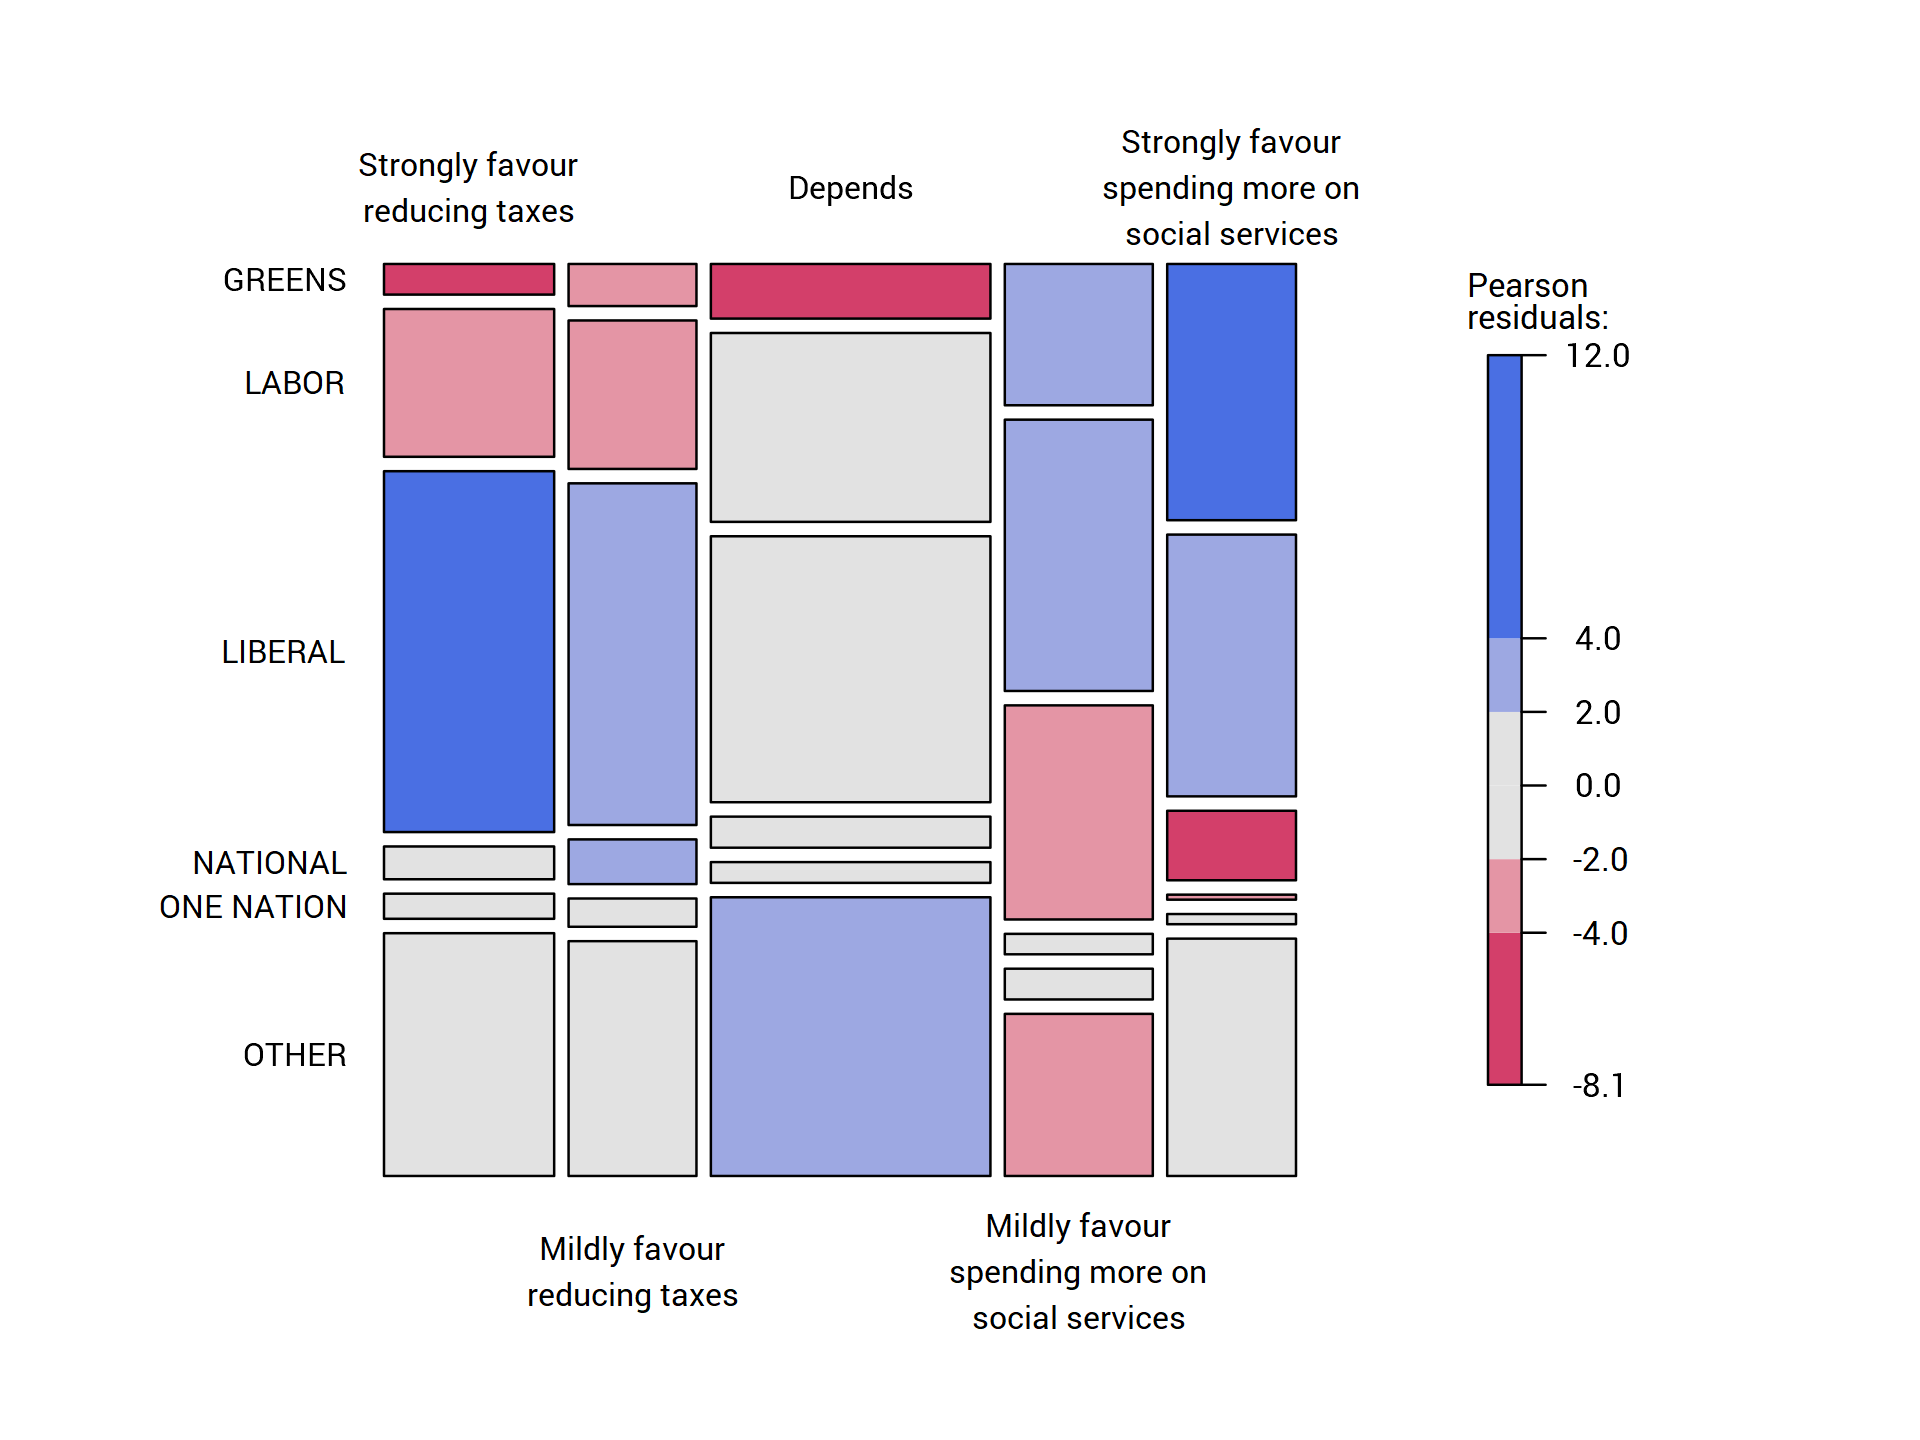 Strongly favour
reducing taxes
Depends
Strongly favour
spending more on
social services
GREENS
LABOR
LIBERAL
NATIONAL
ONE NATION
OTHER
Mildly favour
reducing taxes
Mildly favour
spending more on
social services
Pearson
residuals:
12.0
4.0
2.0
0.0
-2.0
-4.0
-8.1